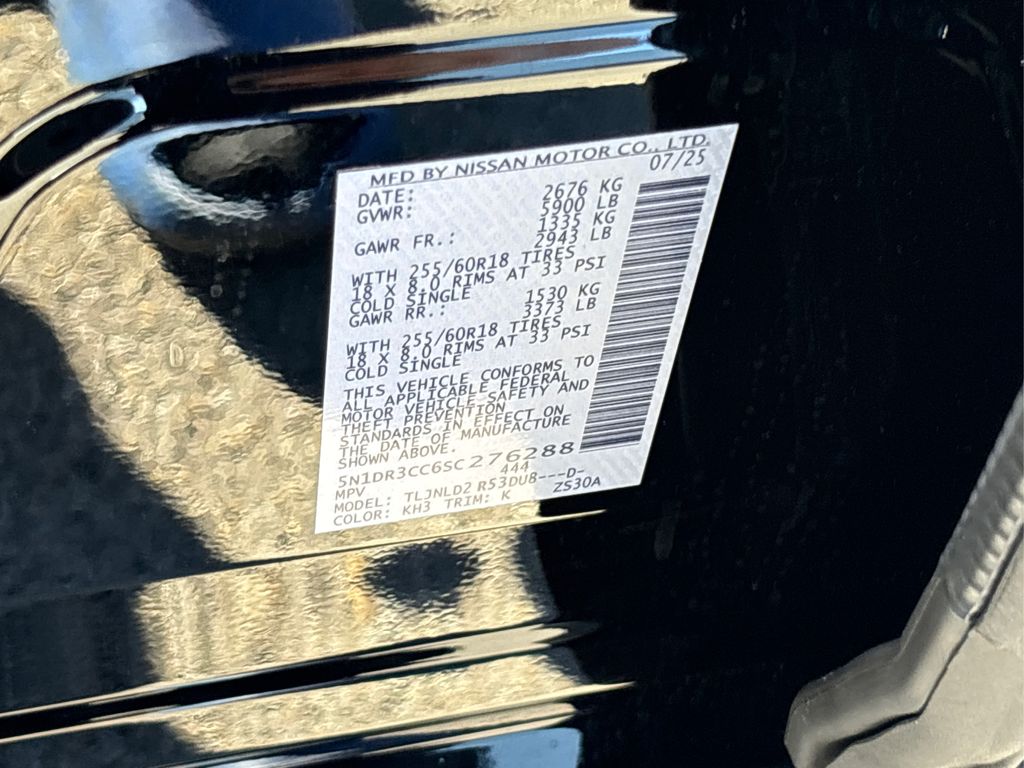 MFD BY NISSAN MOTOR CO., LTD.
DATE: 07/25
GVWR: 2676 KG
5900 LB
GAWR FR.: 1335 KG
2943 LB
WITH 255/60R18 TIRES
18 X 8.0 RIMS AT 33 PSI
COLD SINGLE
GAWR RR.: 1530 KG
3373 LB
WITH 255/60R18 TIRES
18 X 8.0 RIMS AT 33 PSI
COLD SINGLE
THIS VEHICLE CONFORMS TO
ALL APPLICABLE FEDERAL
MOTOR VEHICLE SAFETY AND
THEFT PREVENTION
STANDARDS IN EFFECT ON
THE DATE OF MANUFACTURE
SHOWN ABOVE.
5N1DR3CC6SC276288
MPV 444
MODEL: TLJNLD2 R53DU8---D-
COLOR: KH3 TRIM: K ZS30A